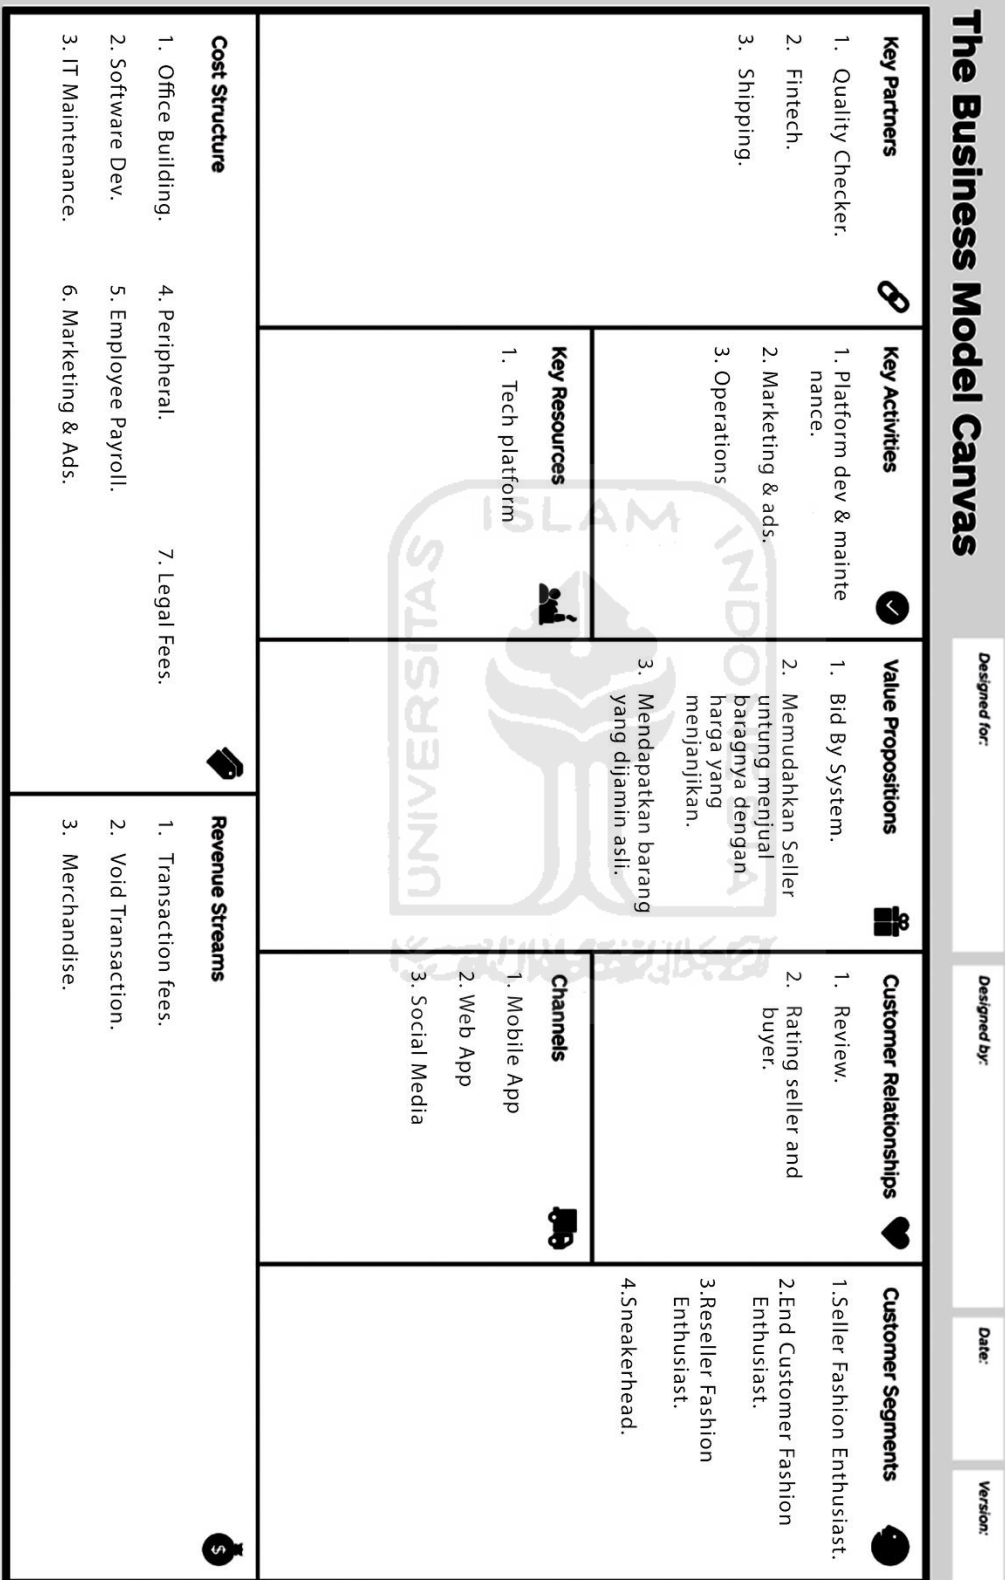 The Business Model Canvas
Designed for:
Designed by:
Date:
Version:
Key Partners
1. Quality Checker.
2. Fintech.
3. Shipping.
Key Activities
1. Platform dev & mainte
nance.
2. Marketing & ads.
3. Operations
Key Resources
1. Tech platform
Value Propositions
1. Bid By System.
2. Memudahkan Seller
untung menjual
baragnya dengan
harga yang
menjanjikan.
3. Mendapatkan barang
yang dijamin asli.
Customer Relationships
1. Review.
2. Rating seller and
buyer.
Channels
1. Mobile App
2. Web App
3. Social Media
Customer Segments
1.Seller Fashion Enthusiast.
2.End Customer Fashion
Enthusiast.
3.Reseller Fashion
Enthusiast.
4.Sneakerhead.
Cost Structure
1. Office Building.
2. Software Dev.
3. IT Maintenance.
4. Peripheral.
5. Employee Payroll.
6. Marketing & Ads.
7. Legal Fees.
Revenue Streams
1. Transaction fees.
2. Void Transaction.
3. Merchandise.
$
UNIVERSITAS
ISLAM
INDONESIA